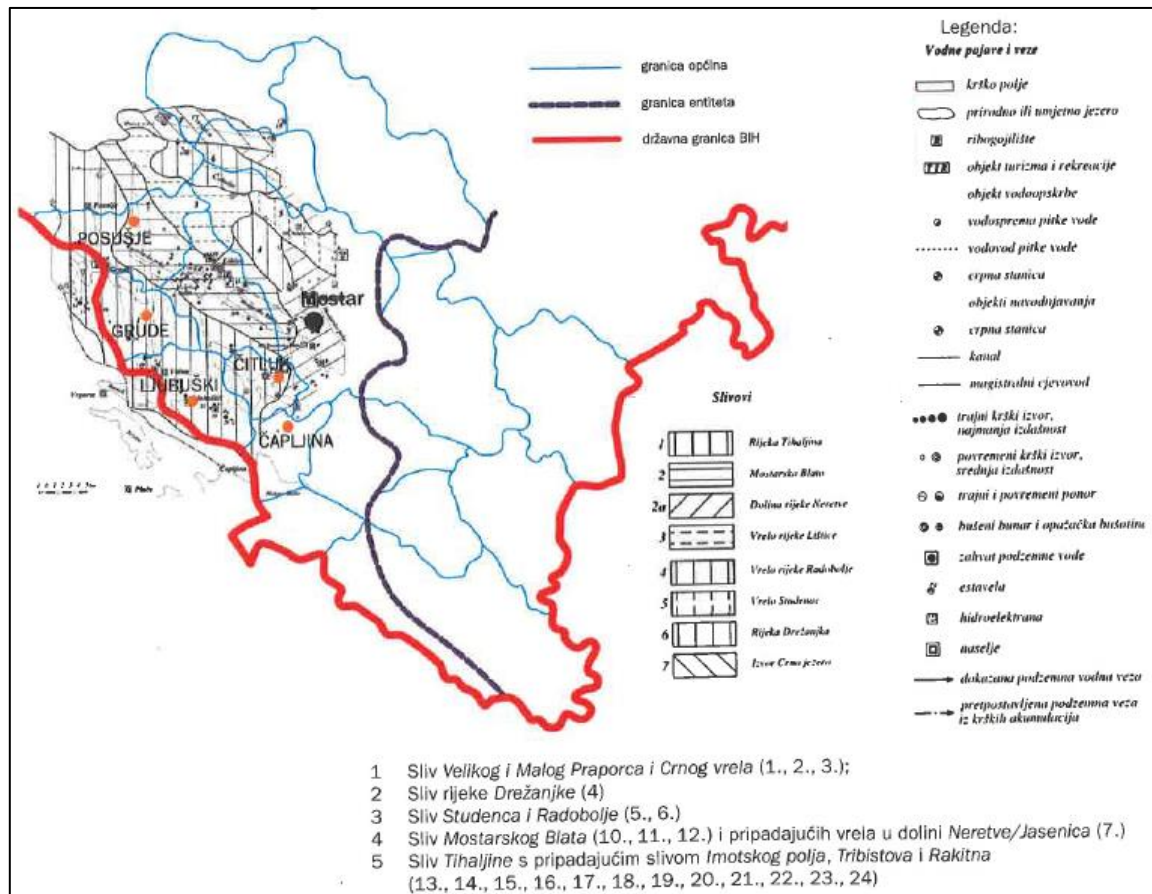 Legenda:
Vodne pojave i veze
krško polje
prirodno ili umjetno jezero
ribogojilište
objekt turizma i rekreacije
objekt vodoopskrbe
vodosprema pitke vode
vodovod pitke vode
crpna stanica
objekti navodnjavanja
crpna stanica
kanal
magistralni cjevovod
trajni krški izvor,
najmanja izdašnost
povremeni krški izvor,
srednja izdašnost
trajni i povremeni ponor
bušeni bunar i opažačka bušotina
zahvat podzemne vode
estavela
hidroelektrana
naselje
dokazana podzemna vodna veza
pretpostavljena podzemna veza
iz krških akumulacija
granica općina
granica entiteta
državna granica BIH
POSUŠJE
Mostar
GRUDE
ČITLUK
LJUBUŠKI
ČAPLJINA
Slivovi
1 Rijeka Tihaljina
2 Mostarsko Blato
2a Dolina rijeke Neretve
3 Vrelo rijeke Lištice
4 Vrelo rijeke Radobolje
5 Vrelo Studenac
6 Rijeka Drežanjka
7 Izvor Crno jezero
1 Sliv Velikog i Malog Praporca i Crnog vrela (1., 2., 3.);
2 Sliv rijeke Drežanjke (4)
3 Sliv Studenca i Radobolje (5., 6.)
4 Sliv Mostarskog Blata (10., 11., 12.) i pripadajućih vrela u dolini Neretve/Jasenica (7.)
5 Sliv Tihaljine s pripadajućim slivom Imotskog polja, Tribistova i Rakitna
(13., 14., 15., 16., 17., 18., 19., 20., 21., 22., 23., 24)